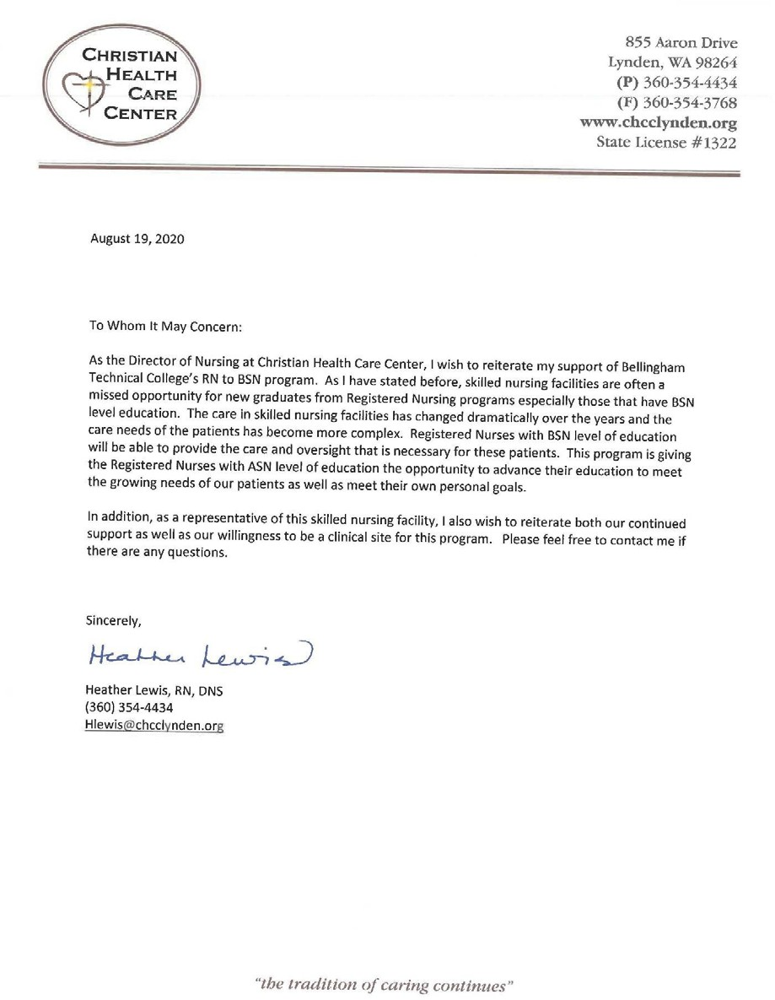 CHRISTIAN
HEALTH
CARE
CENTER
855 Aaron Drive
Lynden, WA 98264
(P) 360-354-4434
(F) 360-354-3768
www.chcclynden.org
State License #1322
August 19, 2020
To Whom It May Concern:
As the Director of Nursing at Christian Health Care Center, I wish to reiterate my support of Bellingham
Technical College's RN to BSN program.  As I have stated before, skilled nursing facilities are often a
missed opportunity for new graduates from Registered Nursing programs especially those that have BSN
level education.  The care in skilled nursing facilities has changed dramatically over the years and the
care needs of the patients has become more complex.  Registered Nurses with BSN level of education
will be able to provide the care and oversight that is necessary for these patients.  This program is giving
the Registered Nurses with ASN level of education the opportunity to advance their education to meet
the growing needs of our patients as well as meet their own personal goals.
In addition, as a representative of this skilled nursing facility, I also wish to reiterate both our continued
support as well as our willingness to be a clinical site for this program.   Please feel free to contact me if
there are any questions.
Sincerely,
Heather Lewis
Heather Lewis, RN, DNS
(360) 354-4434
Hlewis@chcclynden.org
"the tradition of caring continues"